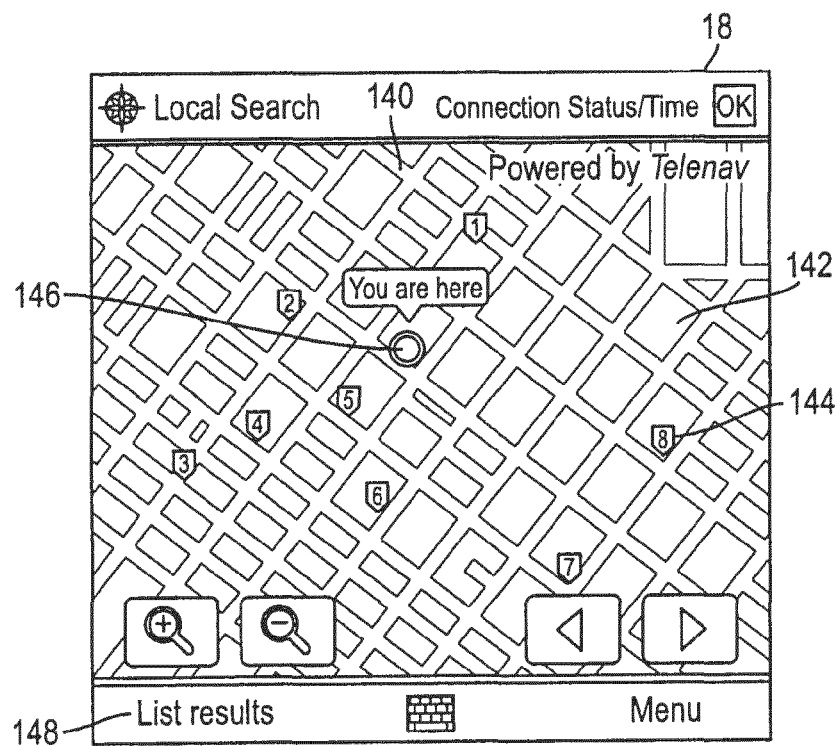 18
Local Search 140 Connection Status/Time OK
Powered by Telenav
1
142
146
2
You are here
5
144
4
8
3
6
7
148
List results
Menu